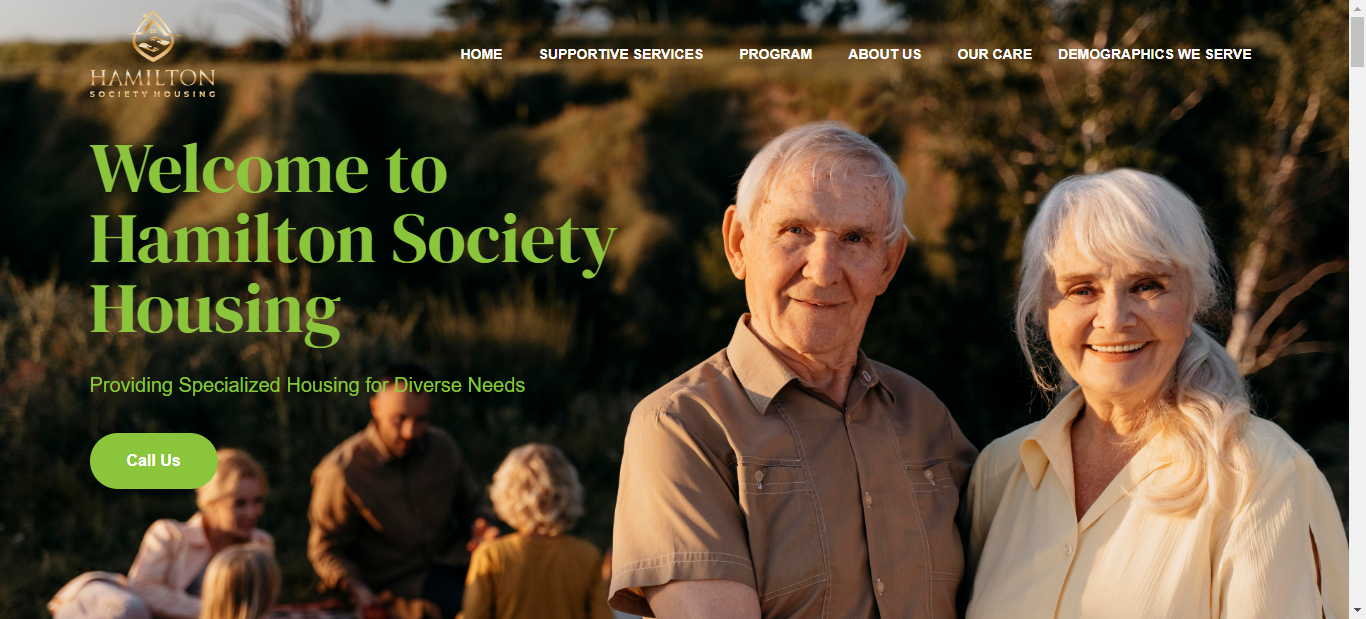 HAMILTON
SOCIETY HOUSING
HOME SUPPORTIVE SERVICES PROGRAM ABOUT US OUR CARE DEMOGRAPHICS WE SERVE
Welcome to
Hamilton Society
Housing
Providing Specialized Housing for Diverse Needs
Call Us